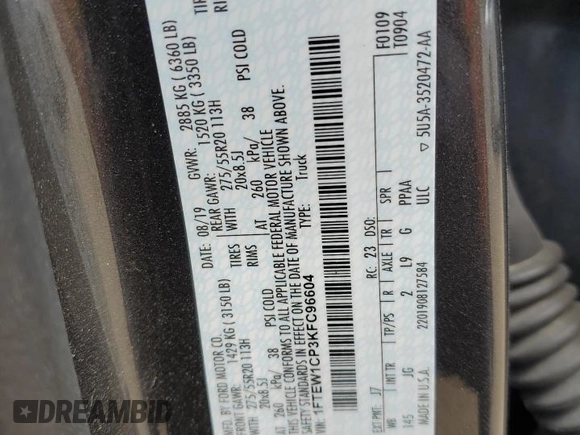 MFD. BY FORD MOTOR CO.
08/19 GVWR: 2885 KG ( 6360 LB)
FRONT GAWR: 1429 KG ( 3150 LB) REAR GAWR: 1520 KG ( 3350 LB)
275/55R20 113H TIRES WITH 275/55R20 113H
20x8.5J RIMS 20x8.5J
AT 260 kPa/ 38 PSI COLD AT 260 kPa/ 38 PSI COLD
THIS VEHICLE CONFORMS TO ALL APPLICABLE FEDERAL MOTOR VEHICLE
SAFETY STANDARDS IN EFFECT ON THE DATE OF MANUFACTURE SHOWN ABOVE.
1FTEW1CP3KFC96604 TYPE: Truck
F0109
T0904
EXT PNT: J7 RC: 23 DSO:
WB TP/PS R AXLE TR SPR
145 JG 2 L9 G PPAA
MADE IN U.S.A. 2201908127584 ULC
▽ 5U5A-3520472-AA
DREAMBID